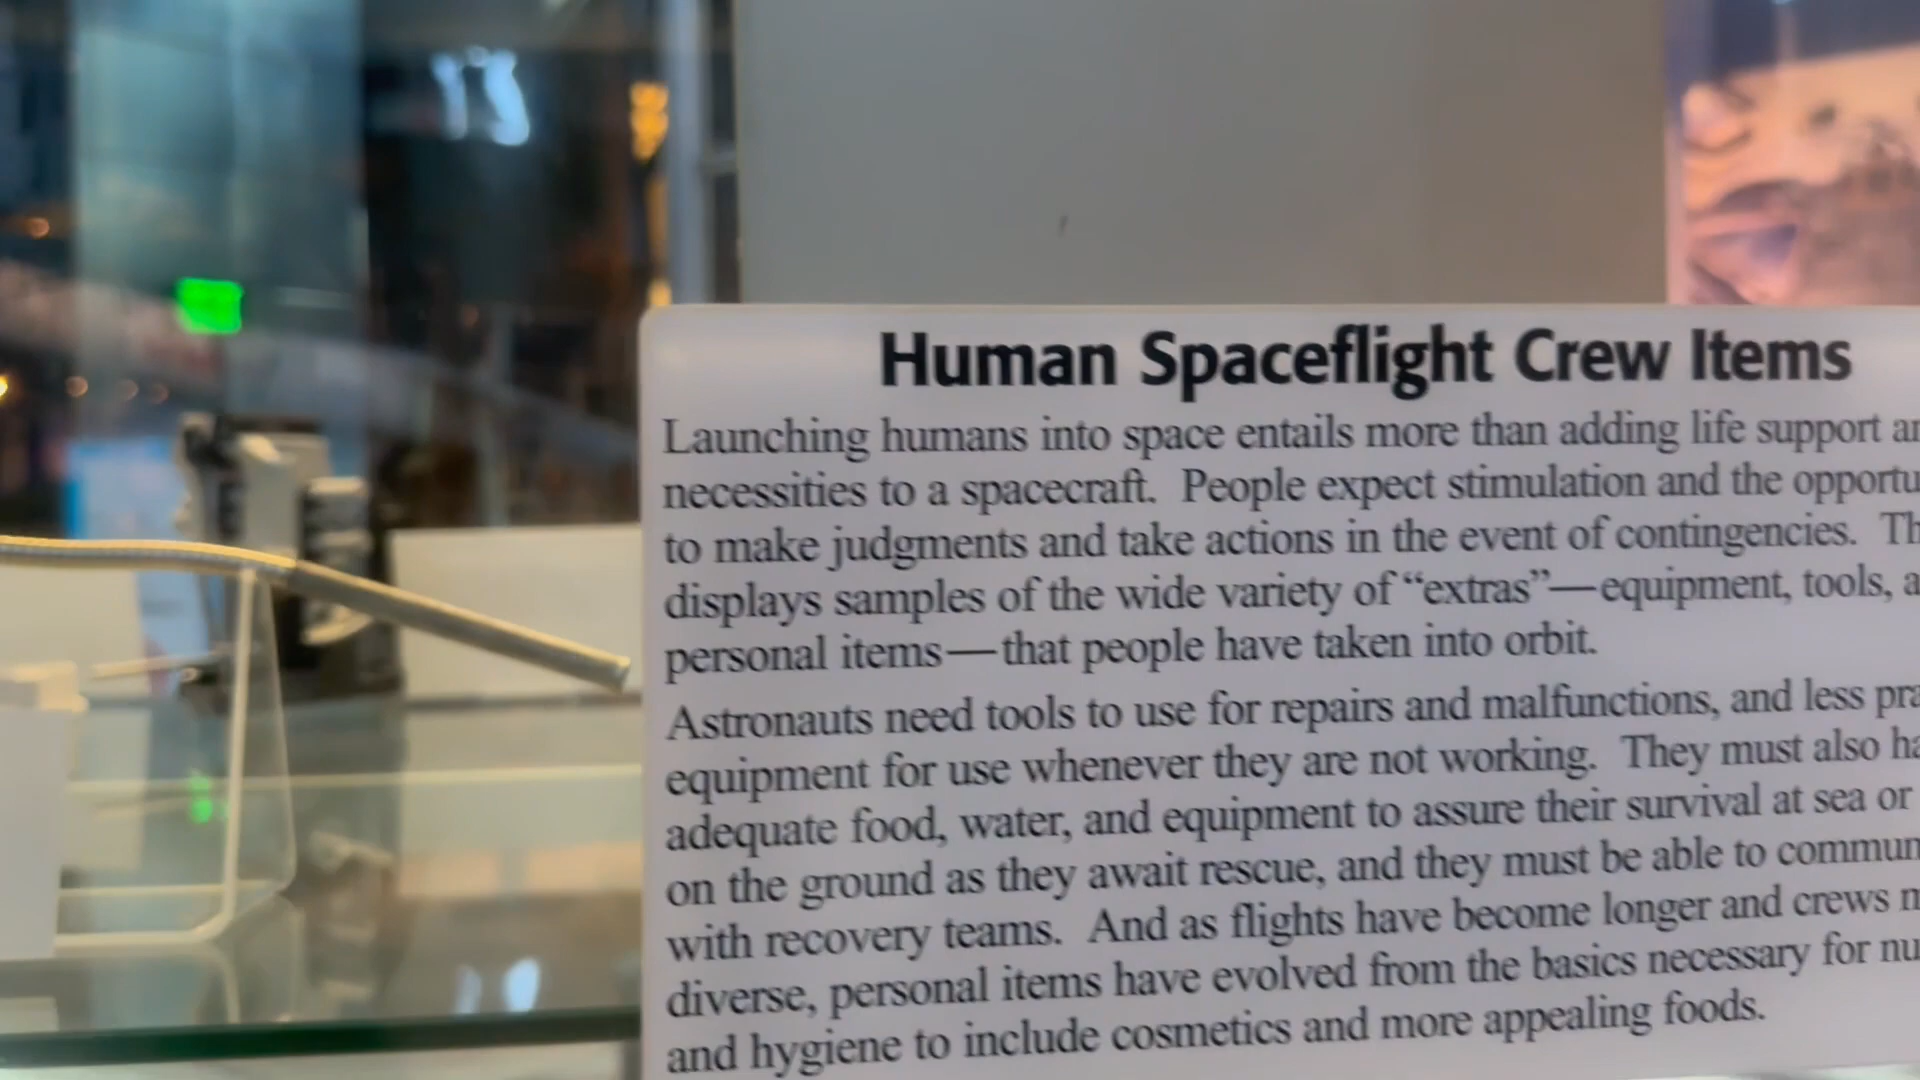 Human Spaceflight Crew Items
Launching humans into space entails more than adding life support
necessities to a spacecraft. People expect stimulation and the
to make judgments and take actions in the event of contingencies.
displays samples of the wide variety of “extras”—equipment, tools,
personal items—that people have taken into orbit.
Astronauts need tools to use for repairs and malfunctions, and less
equipment for use whenever they are not working. They must also
adequate food, water, and equipment to assure their survival at sea or
on the ground as they await rescue, and they must be able to
with recovery teams. And as flights have become longer and crews
diverse, personal items have evolved from the basics necessary for
and hygiene to include cosmetics and more appealing foods.